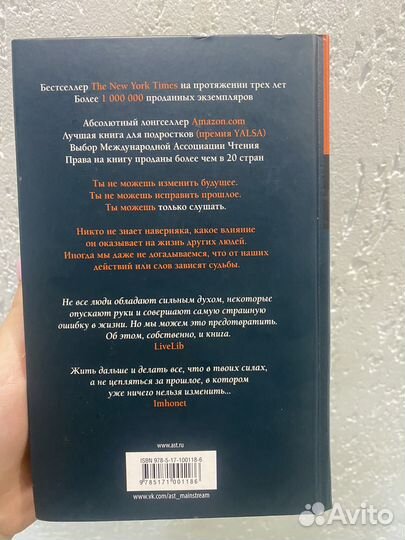 Бестселлер The New York Times на протяжении трех лет
Более 1 000 000 проданных экземпляров
Абсолютный лонгселлер Amazon.com
Лучшая книга для подростков (премия YALSA)
Выбор Международной Ассоциации Чтения
Права на книгу проданы более чем в 20 стран
Ты не можешь изменить будущее.
Ты не можешь исправить прошлое.
Ты можешь только слушать.
Никто не знает наверняка, какое влияние
он оказывает на жизнь других людей.
Иногда мы даже не догадываемся, что от наших
действий или слов зависят судьбы.
Не все люди обладают сильным духом, некоторые
опускают руки и совершают самую страшную
ошибку в жизни. Но мы можем это предотвратить.
Об этом, собственно, и книга.
LiveLib
Жить дальше и делать все, что в твоих силах,
а не цепляться за прошлое, в котором
уже ничего нельзя изменить...
Imhonet
www.ast.ru
ISBN 978-5-17-100118-6
9785171001186
www.vk.com/ast_mainstream
Avito